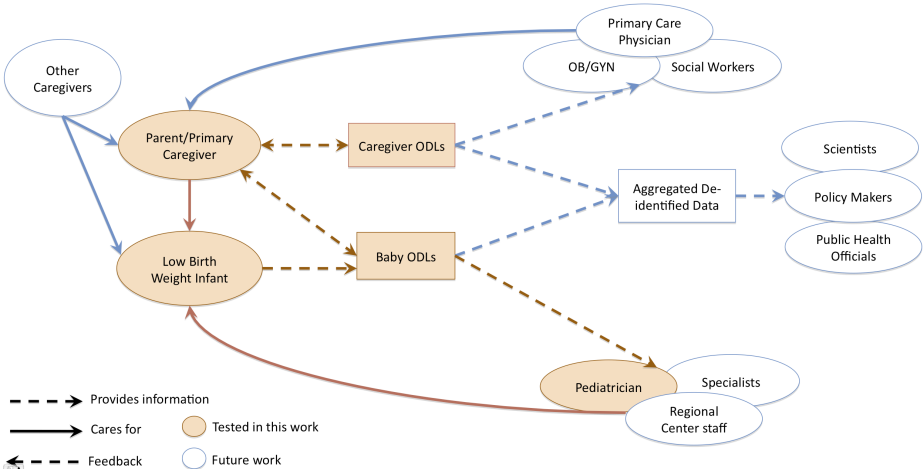 Primary Care
Physician
OB/GYN
Social Workers
Other
Caregivers
Parent/Primary
Caregiver
Caregiver ODLs
Scientists
Aggregated De-
identified Data
Policy Makers
Public Health
Officials
Low Birth
Weight Infant
Baby ODLs
Pediatrician
Specialists
Regional
Center staff
Provides information
Cares for
Tested in this work
Feedback
Future work